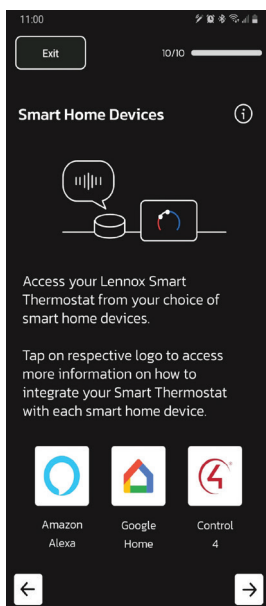 11:00
Exit
10/10
Smart Home Devices
Access your Lennox Smart
Thermostat from your choice of
smart home devices.
Tap on respective logo to access
more information on how to
integrate your Smart Thermostat
with each smart home device.
Amazon Google Control
Alexa Home 4